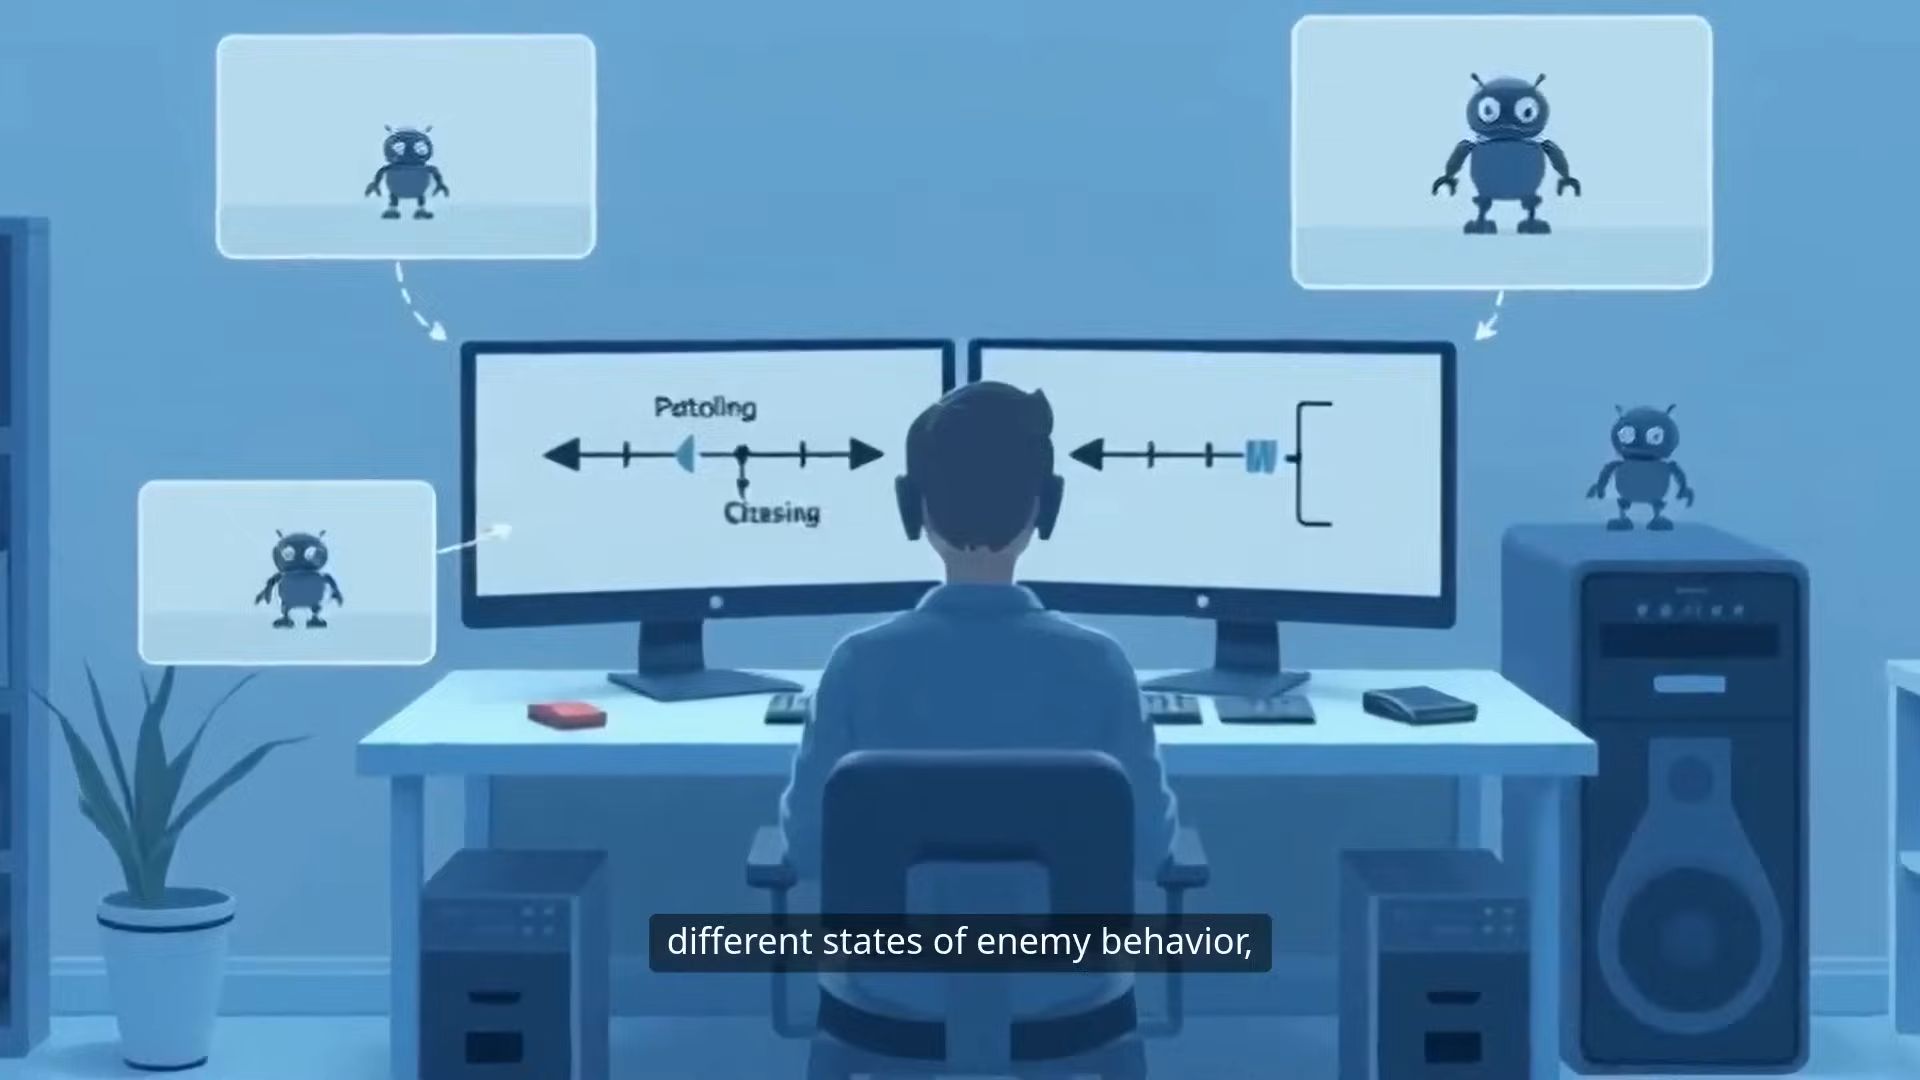 Patoling
Citesing
W
different states of enemy behavior,